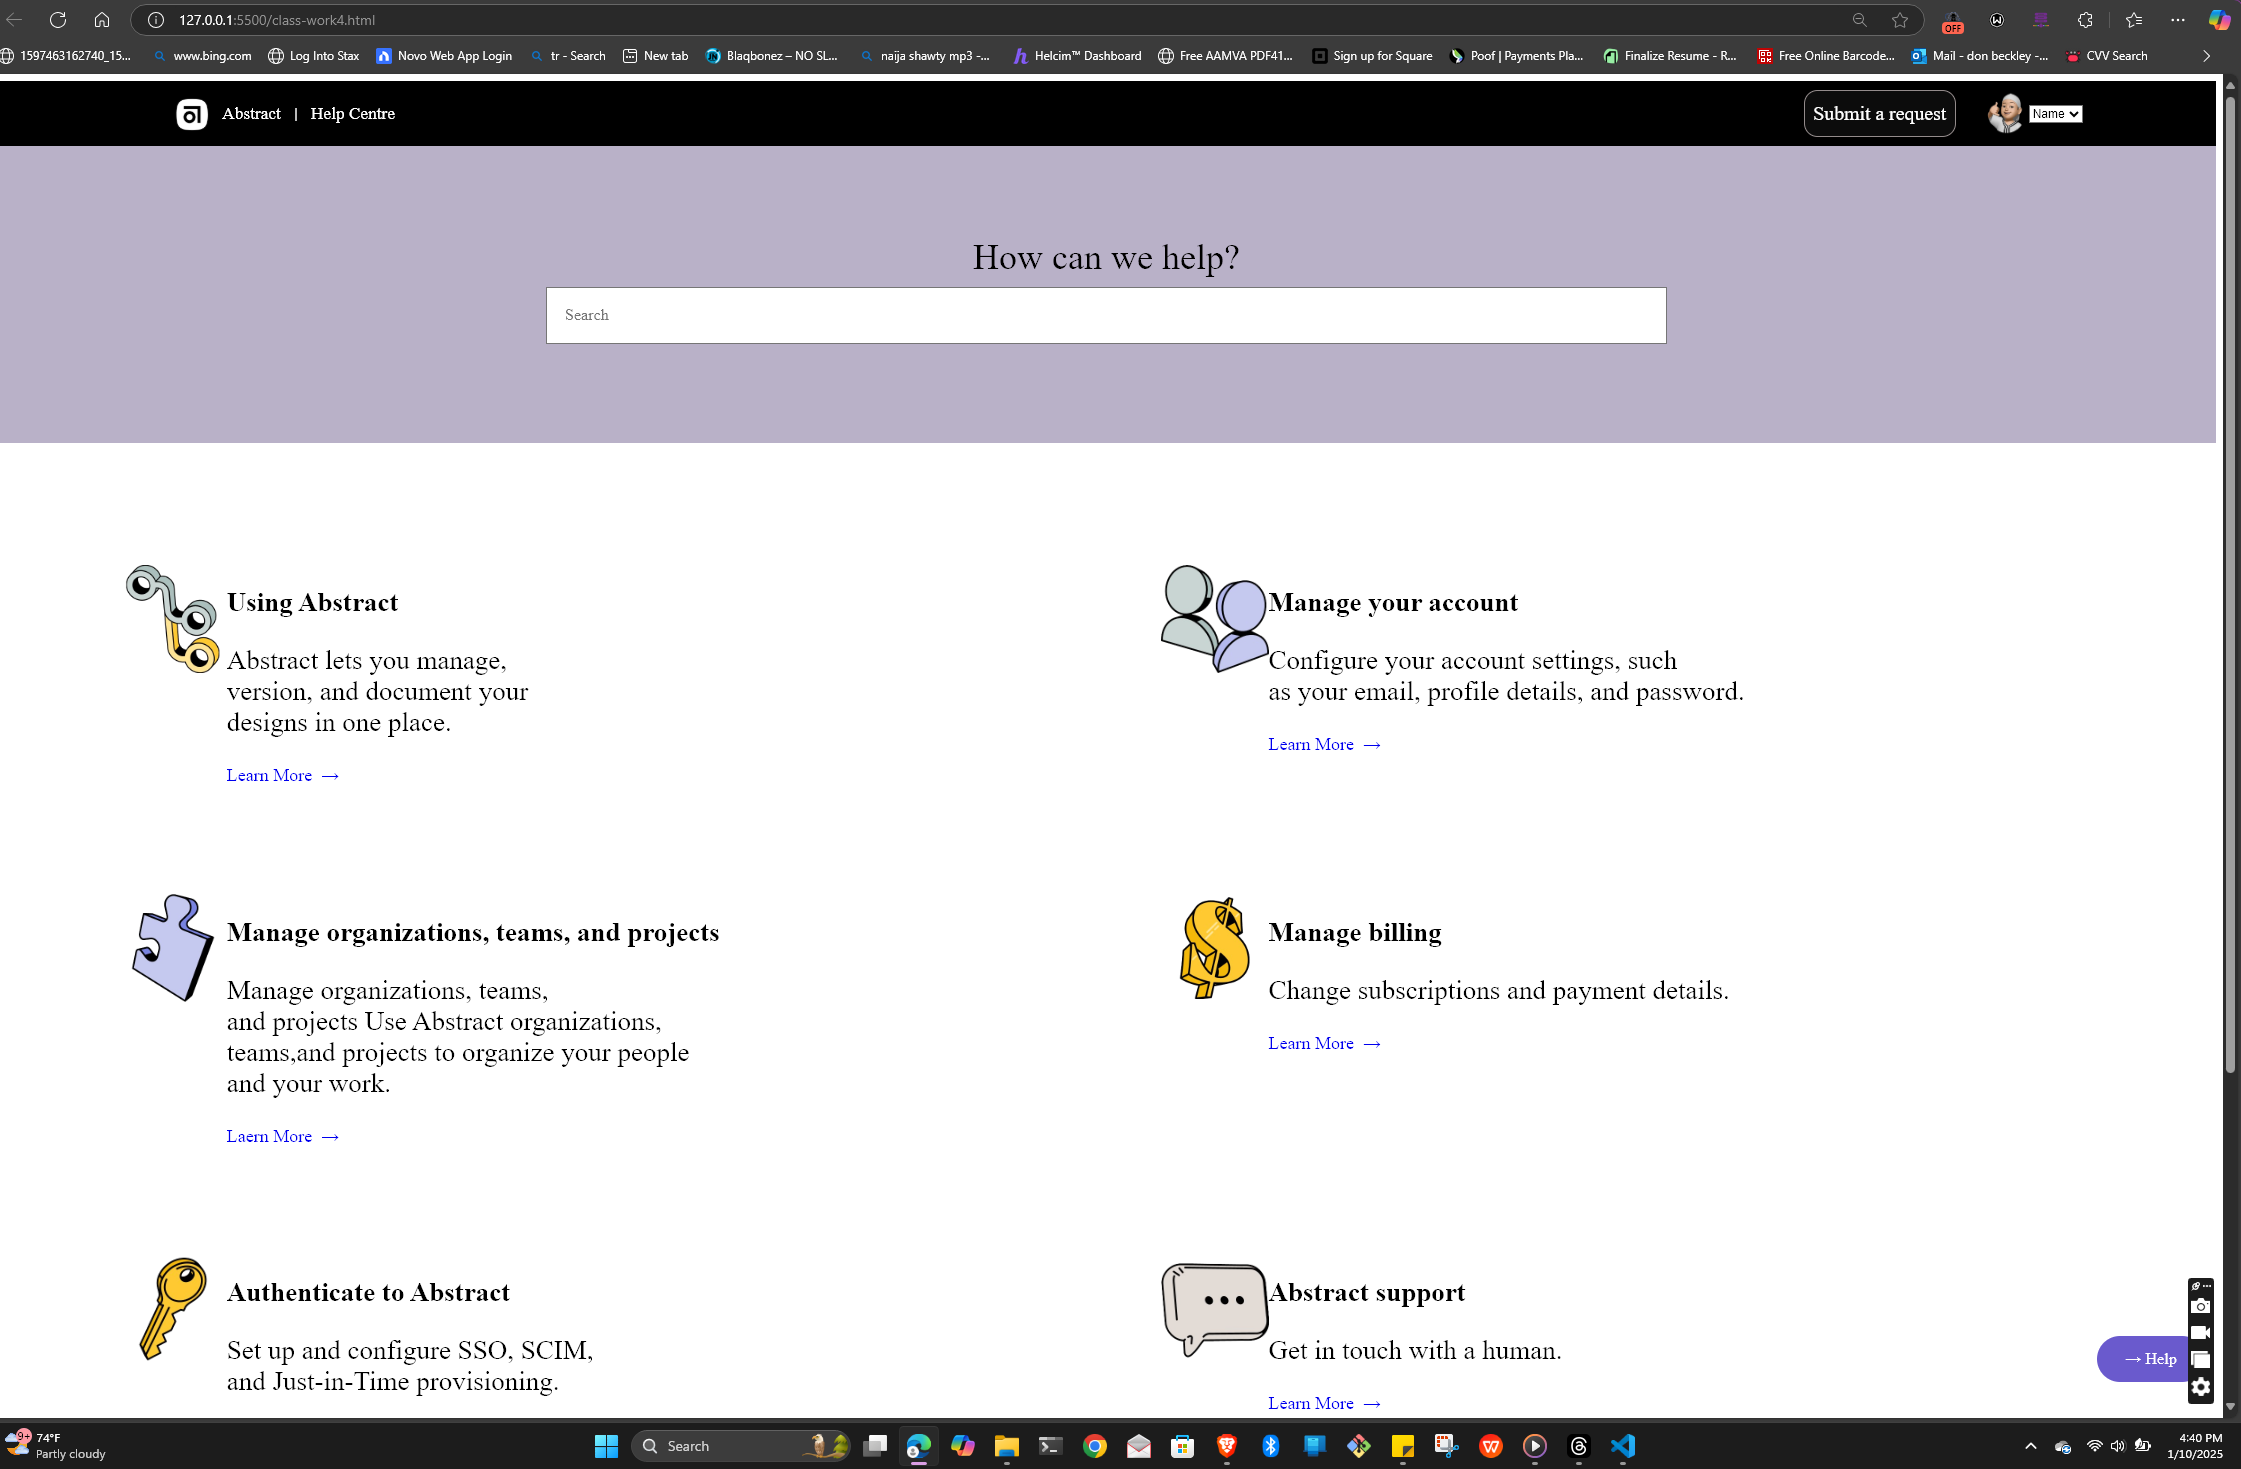 127.0.0.1:5500/class-work4.html
OFF
1597463162740_15...
www.bing.com
Log Into Stax
Novo Web App Login
tr - Search
New tab
Blaqbonez – NO SL...
naija shawty mp3 -...
Helcim™ Dashboard
Free AAMVA PDF41...
Sign up for Square
Poof | Payments Pla...
Finalize Resume - R...
Free Online Barcode...
Mail - don beckley -...
CVV Search
Abstract | Help Centre
Submit a request
Name
How can we help?
Search
Using Abstract
Abstract lets you manage,
version, and document your
designs in one place.
Learn More →
Manage your account
Configure your account settings, such
as your email, profile details, and password.
Learn More →
Manage organizations, teams, and projects
Manage organizations, teams,
and projects Use Abstract organizations,
teams,and projects to organize your people
and your work.
Laern More →
Manage billing
Change subscriptions and payment details.
Learn More →
Authenticate to Abstract
Set up and configure SSO, SCIM,
and Just-in-Time provisioning.
Abstract support
Get in touch with a human.
Learn More →
→ Help
9+
74°F
Partly cloudy
Search
4:40 PM
1/10/2025